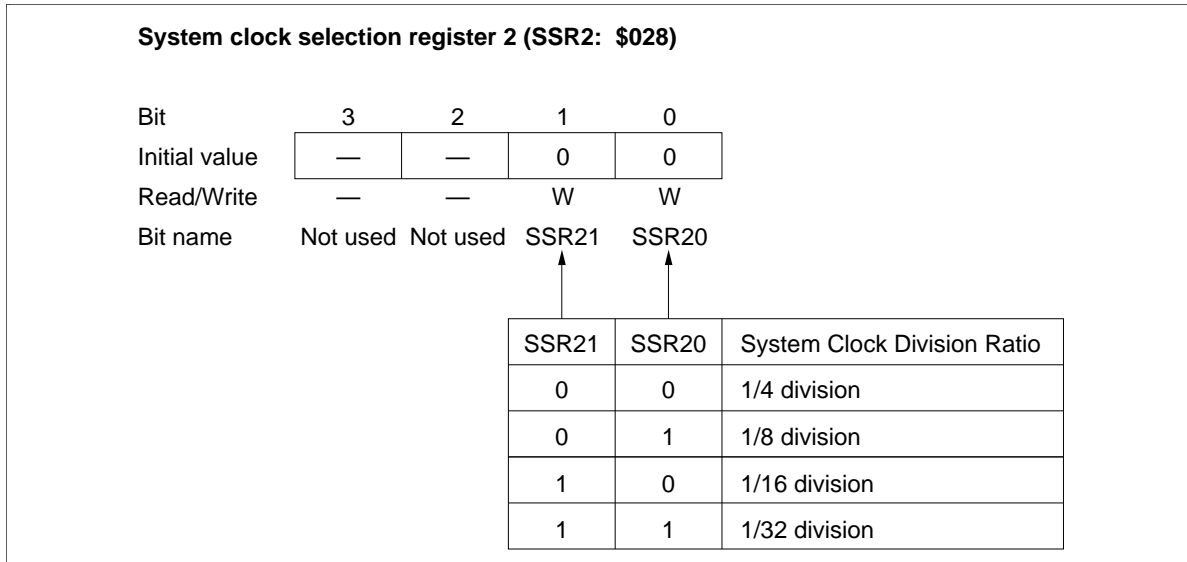 System clock selection register 2 (SSR2: $028)
Bit 3 2 1 0
Initial value — — 0 0
Read/Write — — W W
Bit name Not used Not used SSR21 SSR20
SSR21 SSR20 System Clock Division Ratio
0 0 1/4 division
0 1 1/8 division
1 0 1/16 division
1 1 1/32 division